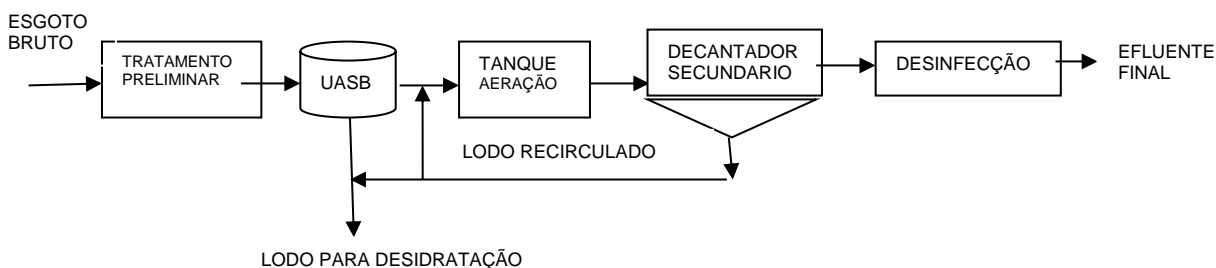 ESGOTO
BRUTO
TRATAMENTO
PRELIMINAR
UASB
TANQUE
AERAÇÃO
DECANTADOR
SECUNDARIO
DESINFECÇÃO
EFLUENTE
FINAL
LODO RECIRCULADO
LODO PARA DESIDRATAÇÃO